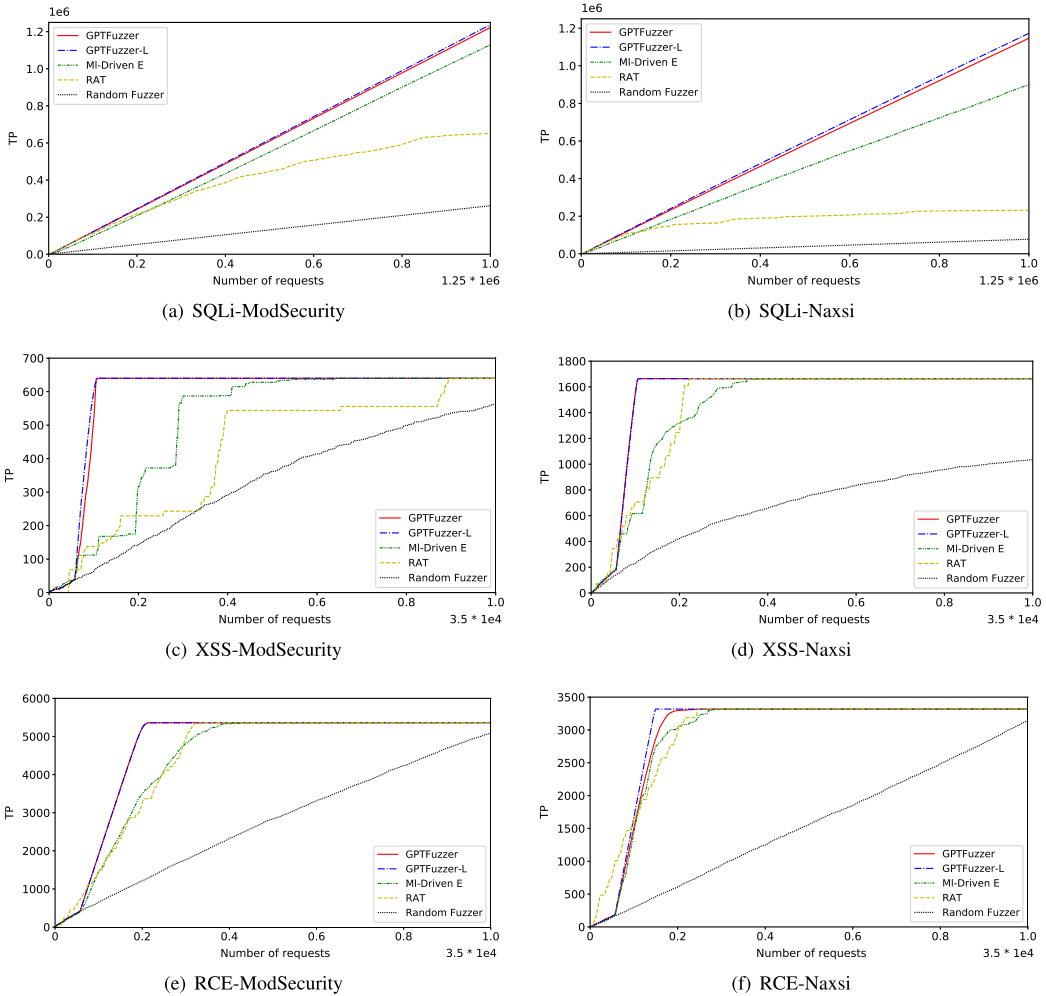 1e6
1.2
1.0
0.8
0.6
0.4
0.2
0.0
TP
GPTFuzzer
GPTFuzzer-L
MI-Driven E
RAT
Random Fuzzer
0 0.2 0.4 0.6 0.8 1.0
Number of requests
1.25 * 1e6
(a) SQLi-ModSecurity
1e6
1.2
1.0
0.8
0.6
0.4
0.2
0.0
TP
GPTFuzzer
GPTFuzzer-L
MI-Driven E
RAT
Random Fuzzer
0 0.2 0.4 0.6 0.8 1.0
Number of requests
1.25 * 1e6
(b) SQLi-Naxsi
700
600
500
400
300
200
100
0
TP
GPTFuzzer
GPTFuzzer-L
MI-Driven E
RAT
Random Fuzzer
0 0.2 0.4 0.6 0.8 1.0
Number of requests
3.5 * 1e4
(c) XSS-ModSecurity
1800
1600
1400
1200
1000
800
600
400
200
0
TP
GPTFuzzer
GPTFuzzer-L
MI-Driven E
RAT
Random Fuzzer
0 0.2 0.4 0.6 0.8 1.0
Number of requests
3.5 * 1e4
(d) XSS-Naxsi
6000
5000
4000
3000
2000
1000
0
TP
GPTFuzzer
GPTFuzzer-L
MI-Driven E
RAT
Random Fuzzer
0 0.2 0.4 0.6 0.8 1.0
Number of requests
3.5 * 1e4
(e) RCE-ModSecurity
3500
3000
2500
2000
1500
1000
500
0
TP
GPTFuzzer
GPTFuzzer-L
MI-Driven E
RAT
Random Fuzzer
0 0.2 0.4 0.6 0.8 1.0
Number of requests
3.5 * 1e4
(f) RCE-Naxsi